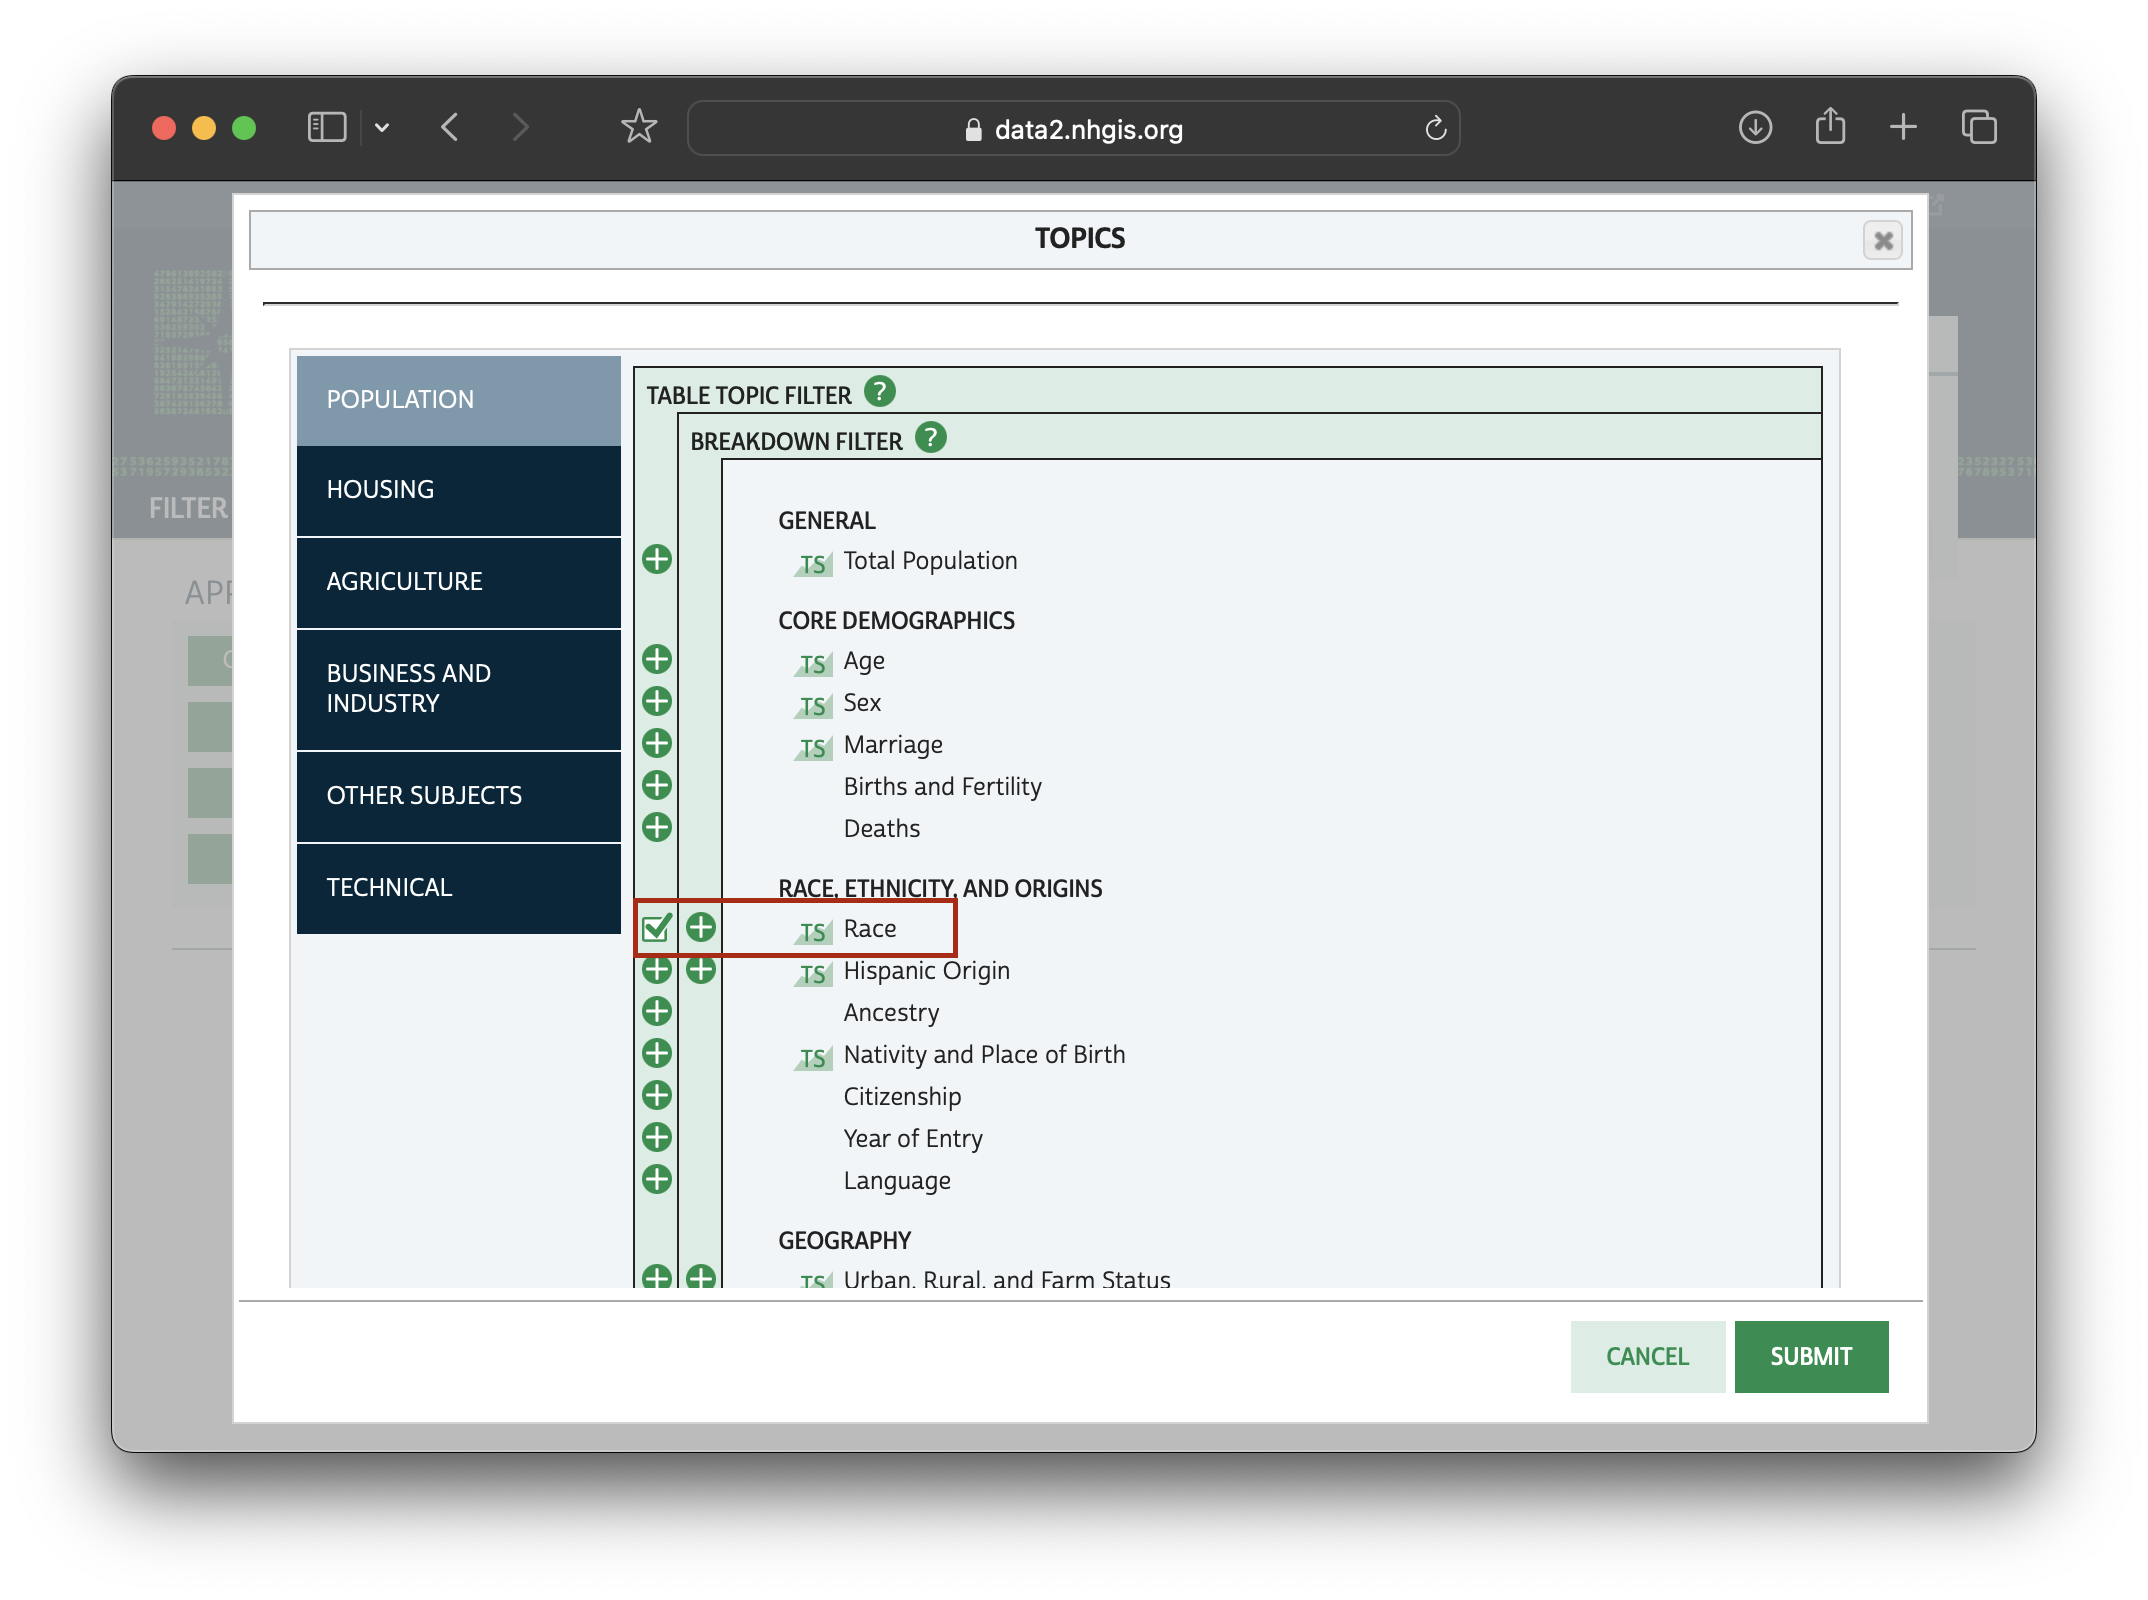 data2.nhgis.org
TOPICS
FILTER
POPULATION
HOUSING
AGRICULTURE
BUSINESS AND
INDUSTRY
OTHER SUBJECTS
TECHNICAL
TABLE TOPIC FILTER ?
BREAKDOWN FILTER ?
GENERAL
TS Total Population
CORE DEMOGRAPHICS
TS Age
TS Sex
TS Marriage
Births and Fertility
Deaths
RACE, ETHNICITY, AND ORIGINS
TS Race
TS Hispanic Origin
Ancestry
TS Nativity and Place of Birth
Citizenship
Year of Entry
Language
GEOGRAPHY
TS Urban, Rural, and Farm Status
CANCEL
SUBMIT